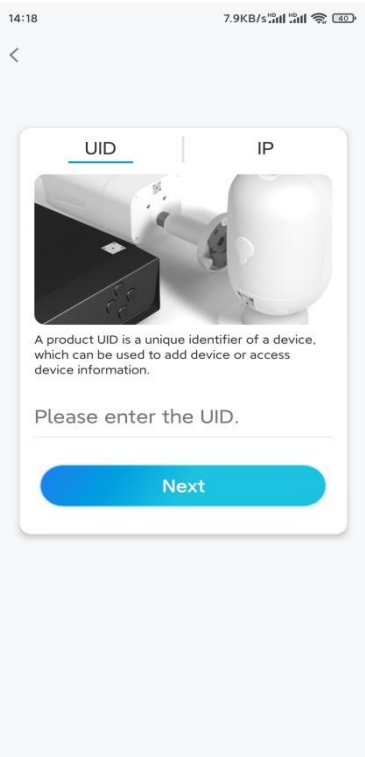 14:18
7.9KB/s
40
UID
IP
A product UID is a unique identifier of a device,
which can be used to add device or access
device information.
Please enter the UID.
Next